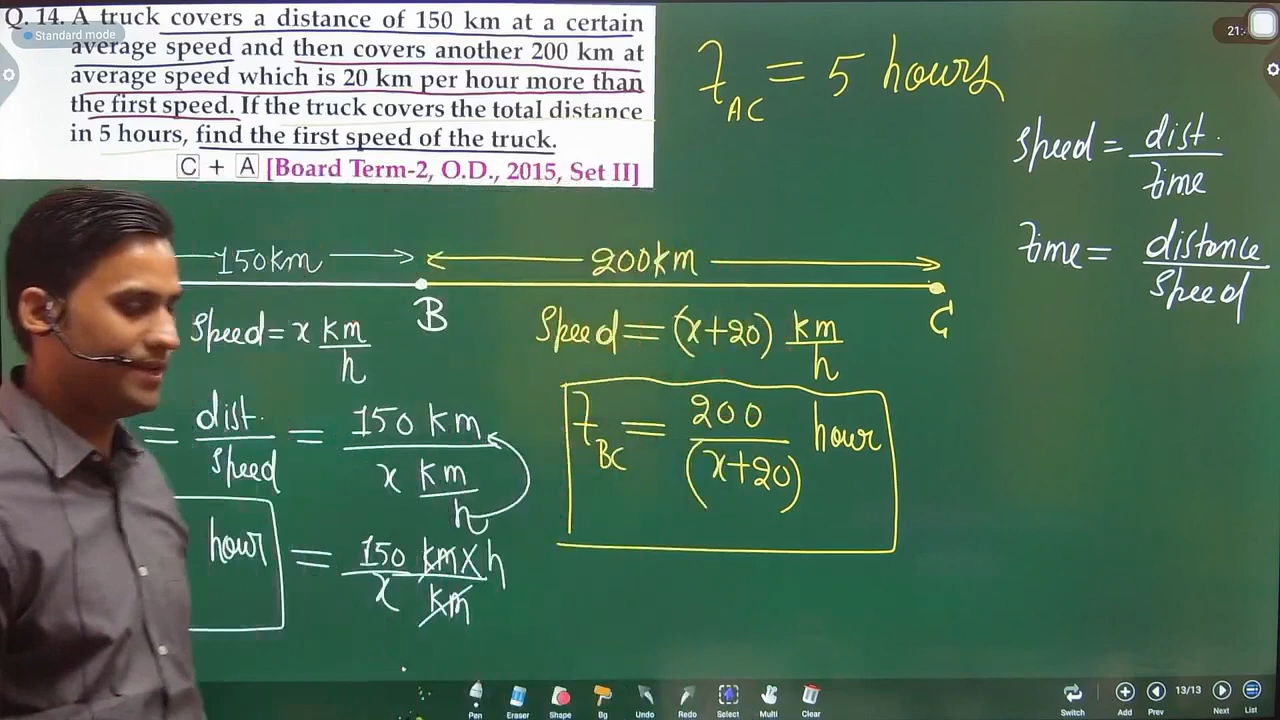 Q. 14. A truck covers a distance of 150 km at a certain
average speed and then covers another 200 km at
average speed which is 20 km per hour more than
the first speed. If the truck covers the total distance
in 5 hours, find the first speed of the truck.
C + A [Board Term-2, O.D., 2015, Set II]
Standard mode
21:
T_AC = 5 hours
speed = dist. / time
time = distance / speed
150km
200km
B
C
speed = x km/h
speed = (x+20) km/h
= dist. / speed = 150 km / x km/h
T_BC = 200 / (x+20) hour
hour
= 150 km x h / x km
Pen Eraser Shape Bg Undo Redo Select Multi Clear
Switch Add Prev 13/13 Next List